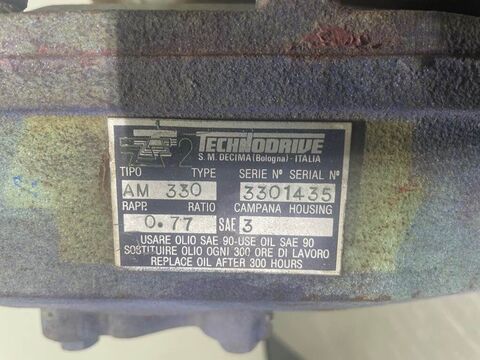 TECHNODRIVE
S. M. DECIMA (Bologna) - ITALIA
TIPO TYPE SERIE Nº SERIAL Nº
AM 330 3301435
RAPP. RATIO CAMPANA HOUSING
0.77 SAE 3
USARE OLIO SAE 90-USE OIL SAE 90
SOSTITUIRE OLIO OGNI 300 ORE DI LAVORO
REPLACE OIL AFTER 300 HOURS